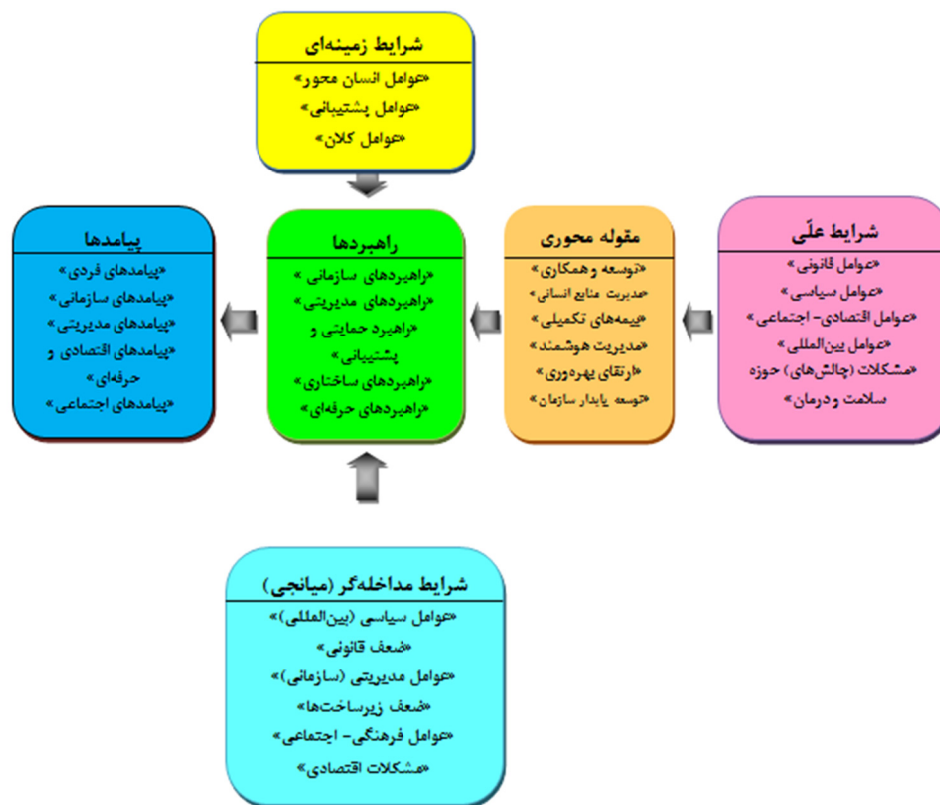 شرایط زمینه‌ای
«عوامل انسان محور»
«عوامل پشتیبانی»
«عوامل کلان»
شرایط علّی
«عوامل قانونی»
«عوامل سیاسی»
«عوامل اقتصادی- اجتماعی»
«عوامل بین‌المللی»
«مشکلات (چالش‌های) حوزه
سلامت و درمان»
مقوله محوری
«توسعه و همکاری»
«مدیریت منابع انسانی»
«بیمه‌های تکمیلی»
«مدیریت هوشمند»
«ارتقای بهره‌وری»
«توسعه پایدار سازمان»
راهبردها
«راهبردهای سازمانی»
«راهبردهای مدیریتی»
«راهبرد حمایتی و
پشتیبانی»
«راهبردهای ساختاری»
«راهبردهای حرفه‌ای»
پیامدها
«پیامدهای فردی»
«پیامدهای سازمانی»
«پیامدهای مدیریتی»
«پیامدهای اقتصادی و
حرفه‌ای»
«پیامدهای اجتماعی»
شرایط مداخله‌گر (میانجی)
«عوامل سیاسی (بین‌المللی)»
«ضعف قانونی»
«عوامل مدیریتی (سازمانی)»
«ضعف زیرساخت‌ها»
«عوامل فرهنگی- اجتماعی»
«مشکلات اقتصادی»